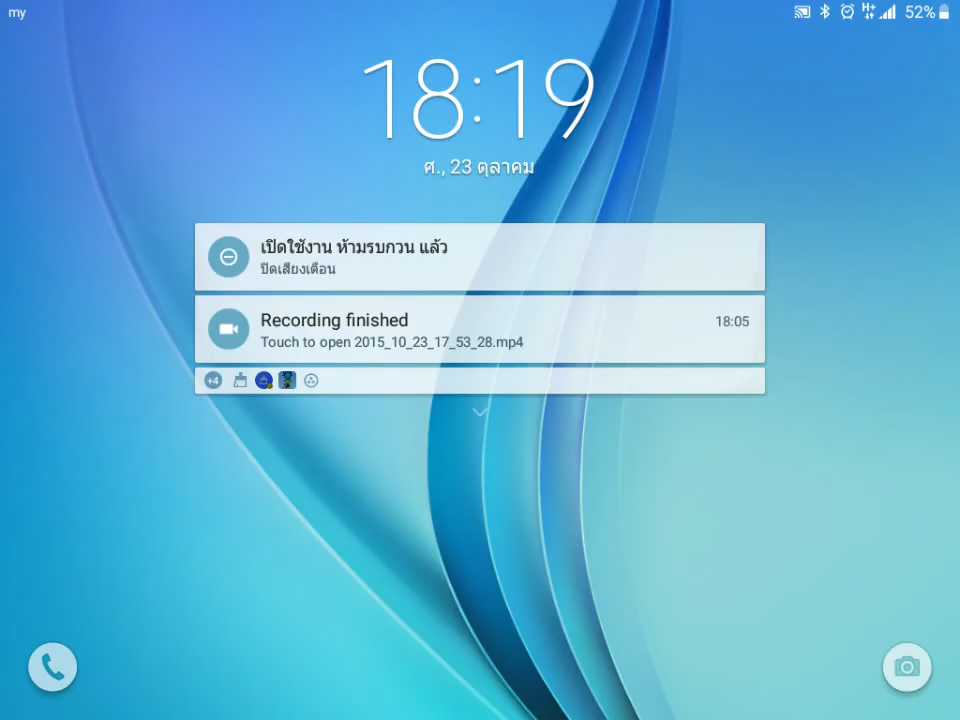 my
H+
52%
18:19
ศ., 23 ตุลาคม
เปิดใช้งาน ห้ามรบกวน แล้ว
ปิดเสียงเตือน
Recording finished
18:05
Touch to open 2015_10_23_17_53_28.mp4
+4